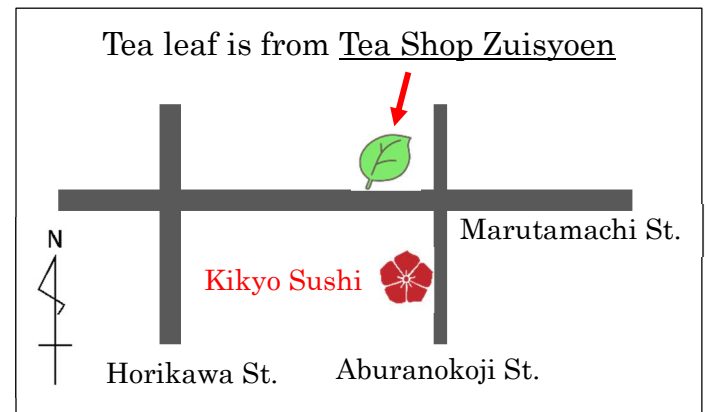 Tea leaf is from Tea Shop Zuisyoen
N
Marutamachi St.
Kikyo Sushi
Horikawa St.
Aburanokoji St.